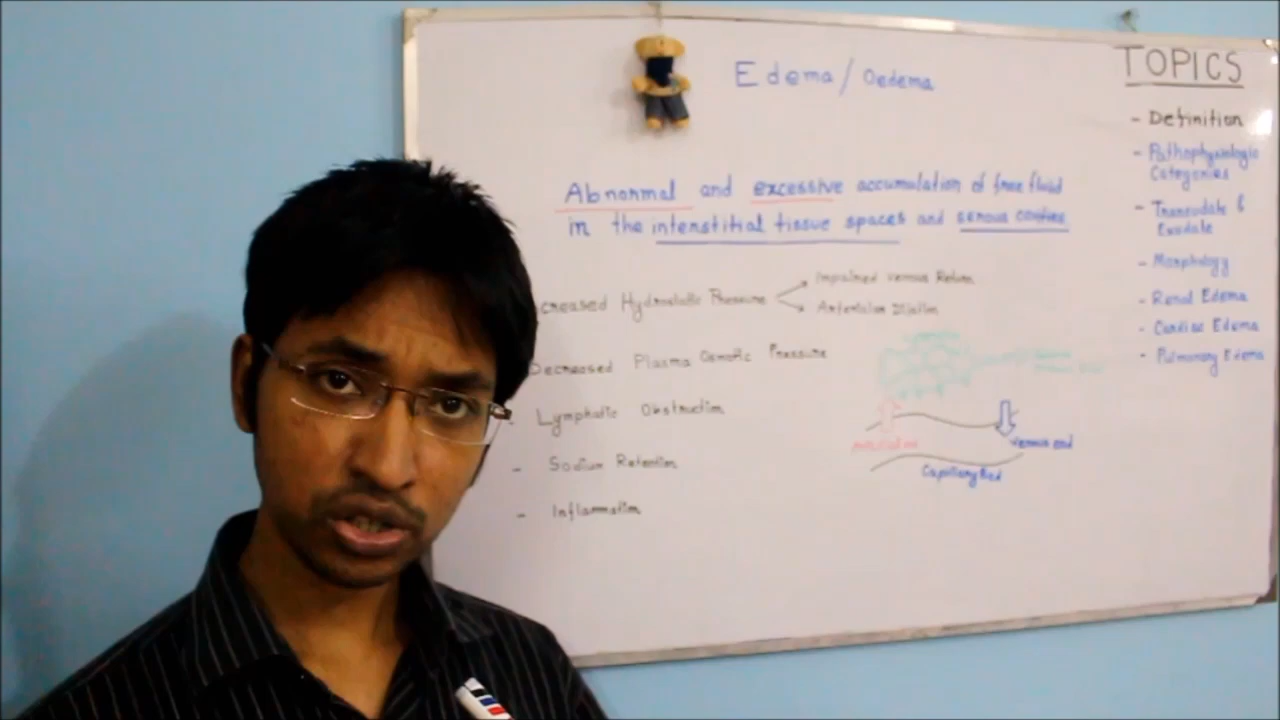 Edema / Oedema
Abnormal and excessive accumulation of free fluid
in the interstitial tissue spaces and serous cavities
creased Hydrostatic Pressure
Impaired Venous Return
Arteriolar Dilation
Decreased Plasma Osmotic Pressure
- Lymphatic Obstruction
- Sodium Retention
- Inflammation
venous end
Capillary Bed
TOPICS
- Definition
- Pathophysiologic
Categories
- Transudate &
Exudate
- Morphology
- Renal Edema
- Cardiac Edema
- Pulmonary Edema